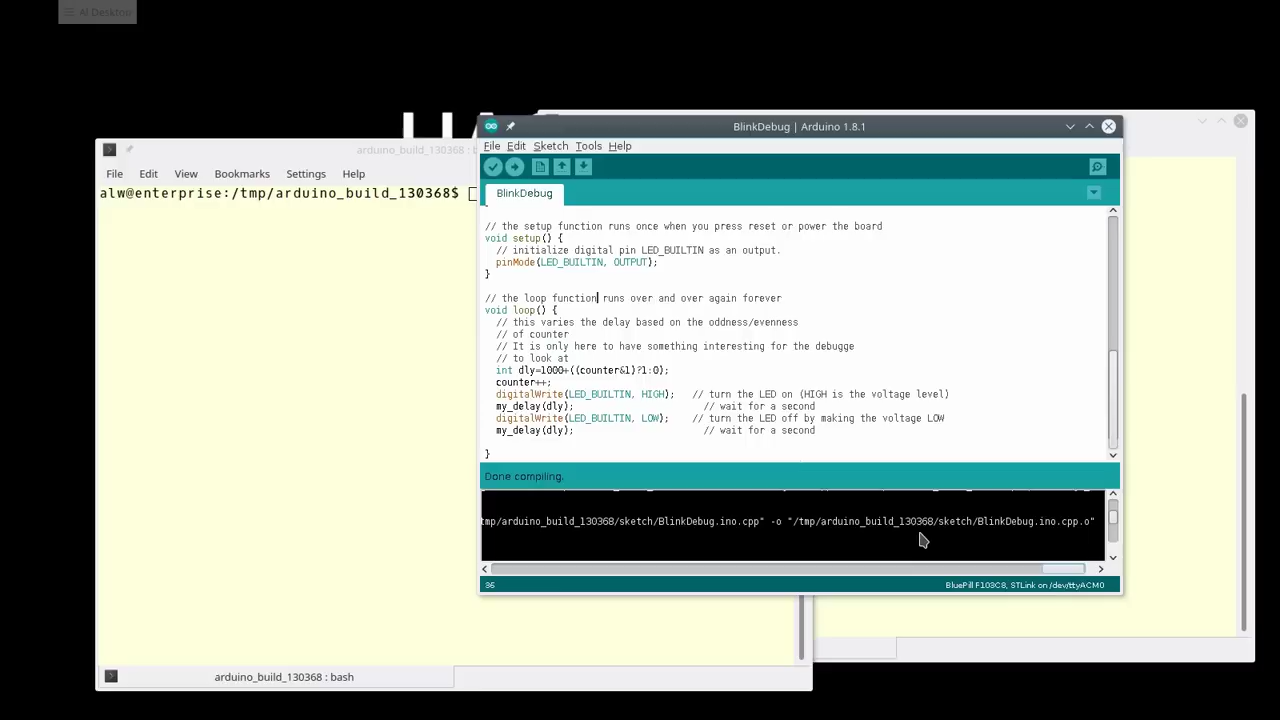 Al Desktop
BlinkDebug | Arduino 1.8.1
File Edit Sketch Tools Help
BlinkDebug
// the setup function runs once when you press reset or power the board
void setup() {
// initialize digital pin LED_BUILTIN as an output.
pinMode(LED_BUILTIN, OUTPUT);
}
// the loop function runs over and over again forever
void loop() {
// this varies the delay based on the oddness/evenness
// of counter
// It is only here to have something interesting for the debugge
// to look at
int dly=1000+((counter&1)?1:0);
counter++;
digitalWrite(LED_BUILTIN, HIGH);   // turn the LED on (HIGH is the voltage level)
my_delay(dly);                       // wait for a second
digitalWrite(LED_BUILTIN, LOW);    // turn the LED off by making the voltage LOW
my_delay(dly);                       // wait for a second
}
Done compiling.
tmp/arduino_build_130368/sketch/BlinkDebug.ino.cpp" -o "/tmp/arduino_build_130368/sketch/BlinkDebug.ino.cpp.o"
36 BluePill F103C8, STLink on /dev/ttyACM0
arduino_build_130368 :
File Edit View Bookmarks Settings Help
alw@enterprise:/tmp/arduino_build_130368$
arduino_build_130368 : bash